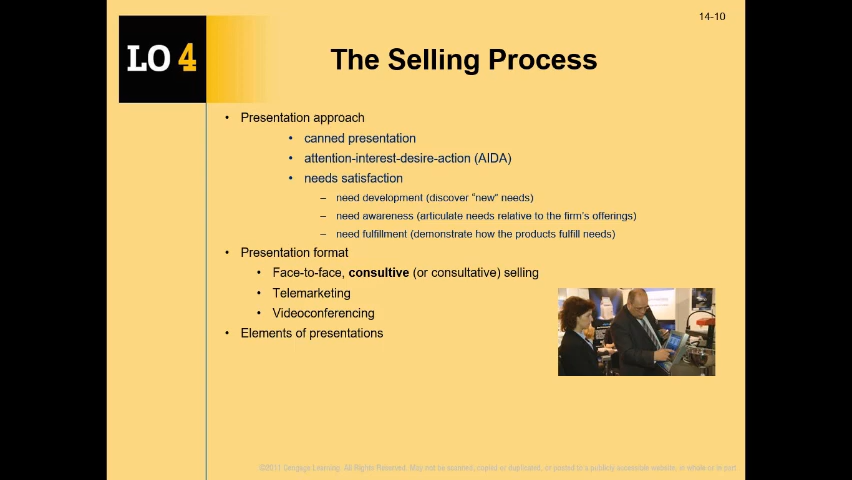 14-10
LO 4
The Selling Process
• Presentation approach
• canned presentation
• attention-interest-desire-action (AIDA)
• needs satisfaction
– need development (discover “new” needs)
– need awareness (articulate needs relative to the firm’s offerings)
– need fulfillment (demonstrate how the products fulfill needs)
• Presentation format
• Face-to-face, consultive (or consultative) selling
• Telemarketing
• Videoconferencing
• Elements of presentations
©2011 Cengage Learning. All Rights Reserved. May not be scanned, copied or duplicated, or posted to a publicly accessible website, in whole or in part.